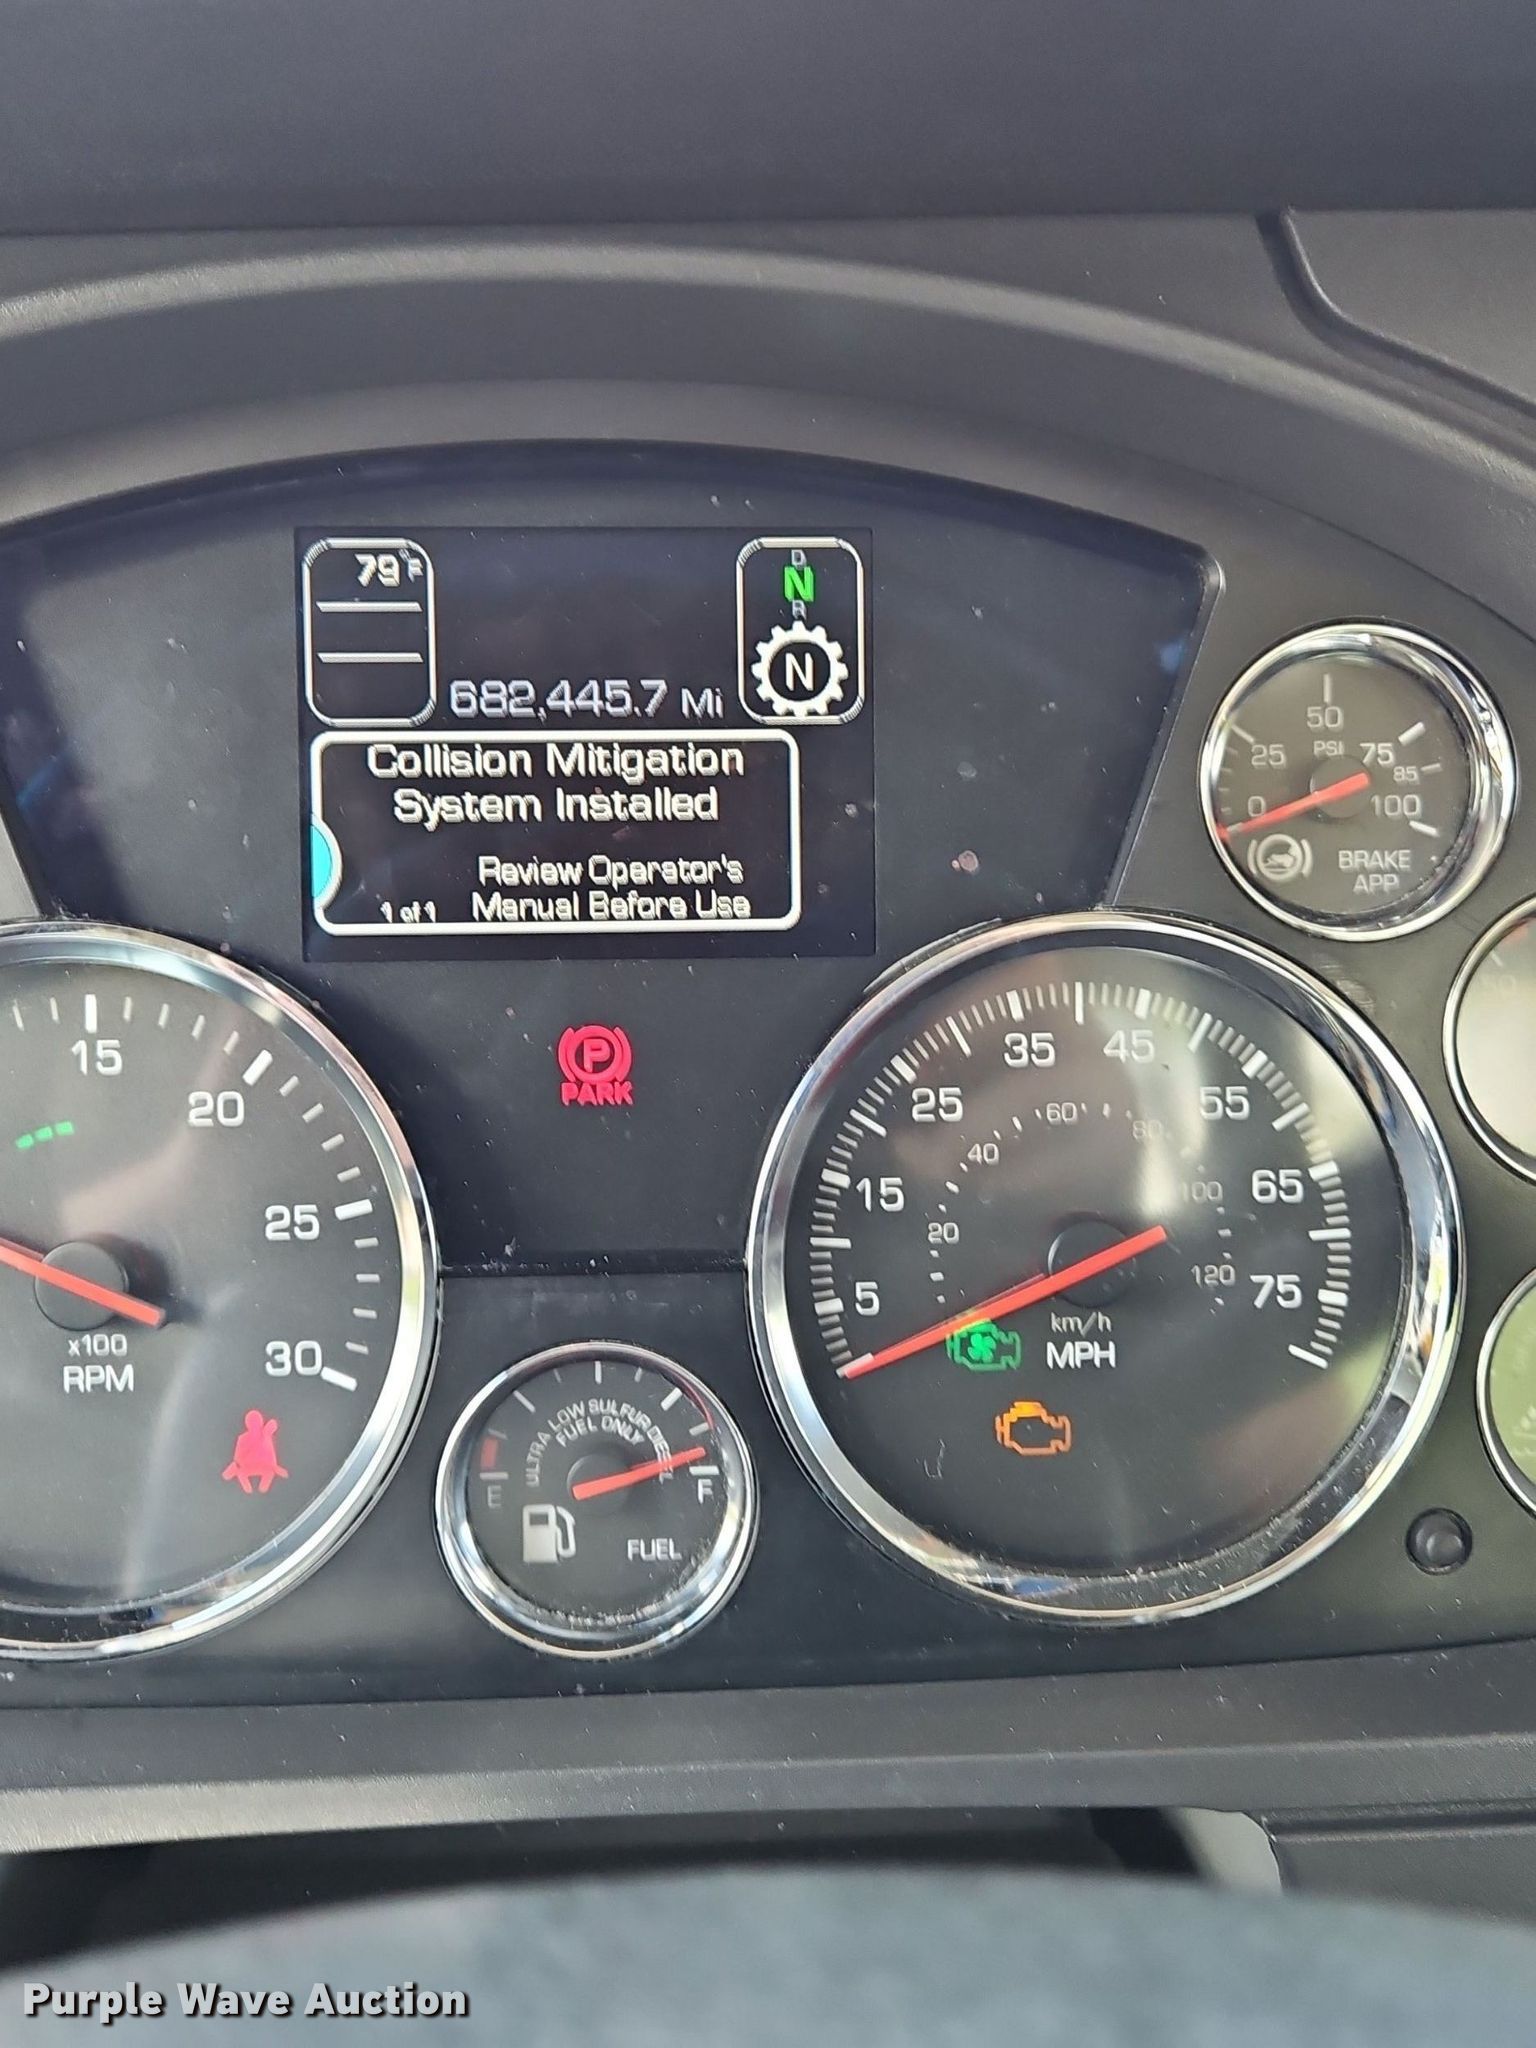 79°F
D
N
R
N
682,445.7 Mi
Collision Mitigation
System Installed
Review Operator's
1 of 1 Manual Before Use
0
25
50
75
85
100
PSI
BRAKE
APP
P
PARK
15
20
25
30
x100
RPM
5
15
25
35
45
55
65
75
20
40
60
80
100
120
km/h
MPH
ULTRA LOW SULFUR DIESEL
FUEL ONLY
E
F
FUEL
Purple Wave Auction